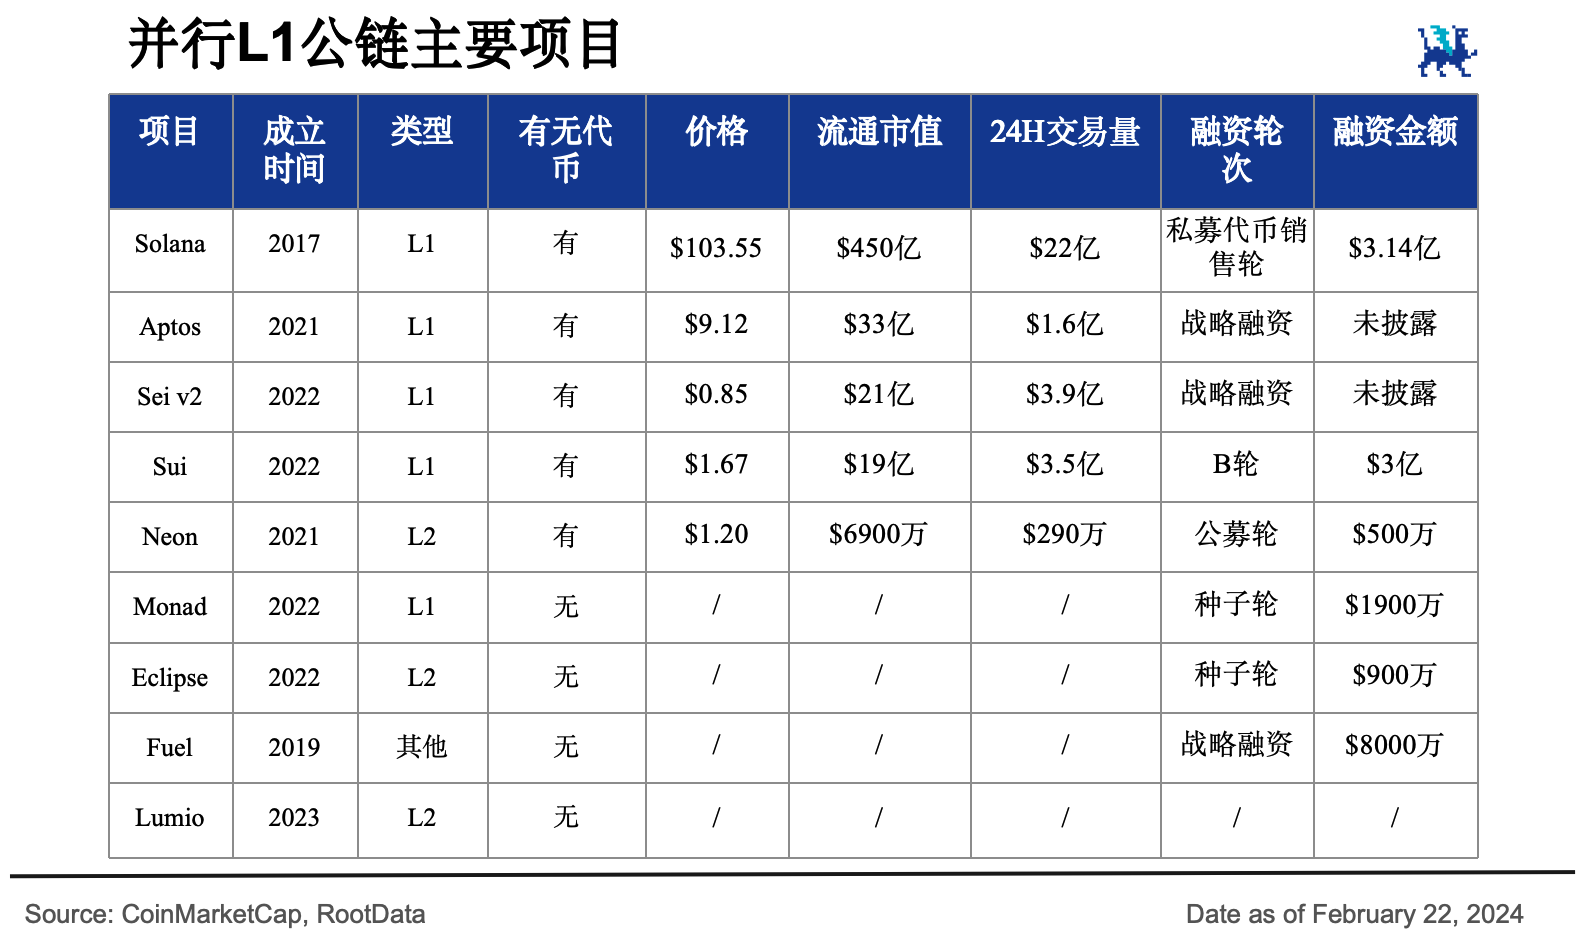 并行L1公链主要项目
项目 成立时间 类型 有无代币 价格 流通市值 24H交易量 融资轮次 融资金额
Solana 2017 L1 有 $103.55 $450亿 $22亿 私募代币销售轮 $3.14亿
Aptos 2021 L1 有 $9.12 $33亿 $1.6亿 战略融资 未披露
Sei v2 2022 L1 有 $0.85 $21亿 $3.9亿 战略融资 未披露
Sui 2022 L1 有 $1.67 $19亿 $3.5亿 B轮 $3亿
Neon 2021 L2 有 $1.20 $6900万 $290万 公募轮 $500万
Monad 2022 L1 无 / / / 种子轮 $1900万
Eclipse 2022 L2 无 / / / 种子轮 $900万
Fuel 2019 其他 无 / / / 战略融资 $8000万
Lumio 2023 L2 无 / / / / /
Source: CoinMarketCap, RootData
Date as of February 22, 2024